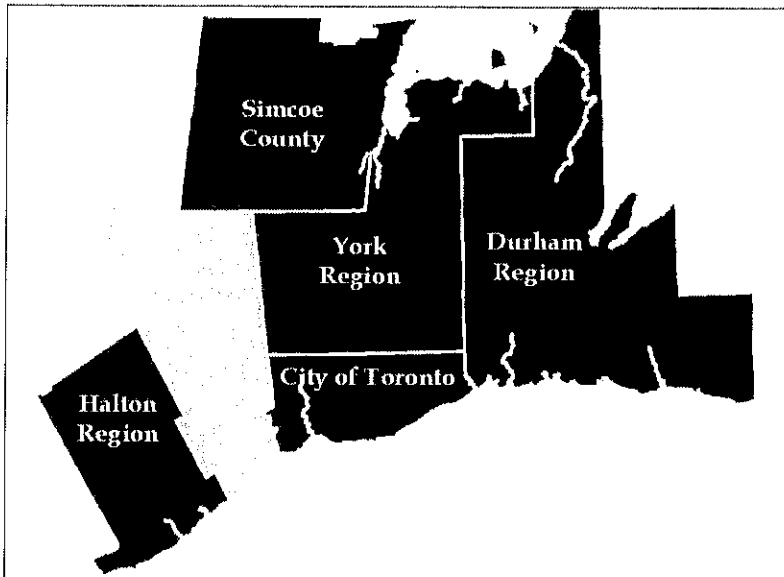 Simcoe
County
York
Region
Durham
Region
City of Toronto
Halton
Region